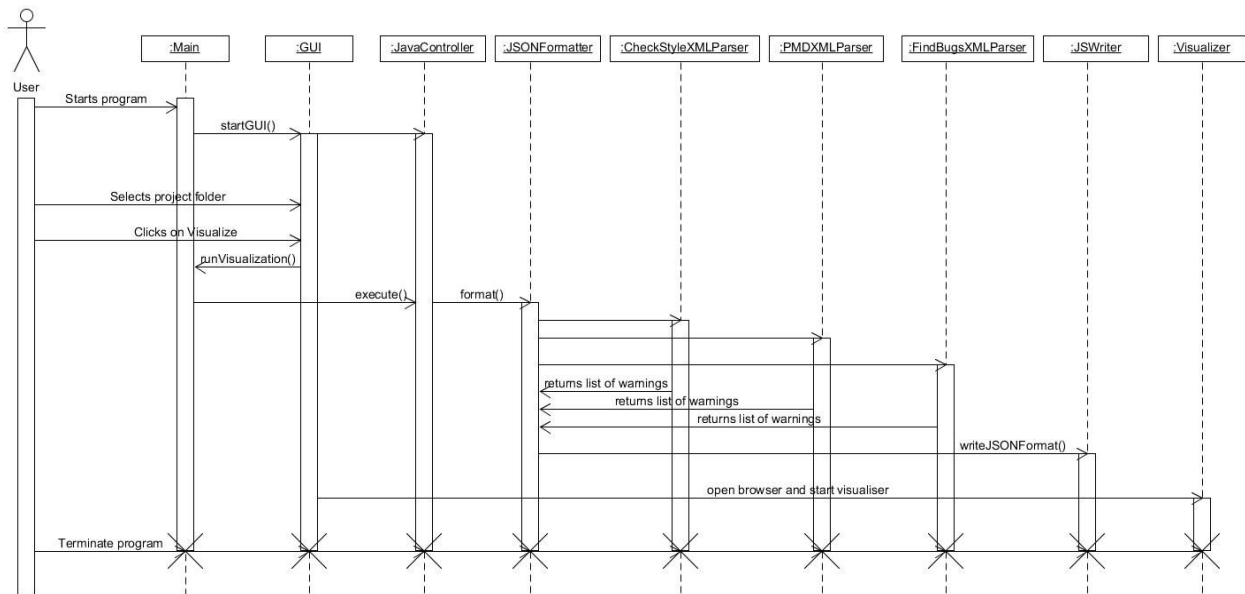 :Main
:GUI
:JavaController
:JSONFormatter
:CheckStyleXMLParser
:PMDXMLParser
:FindBugsXMLParser
:JSWriter
:Visualizer
User
Starts program
startGUI()
Selects project folder
Clicks on Visualize
runVisualization()
execute()
format()
returns list of warnings
returns list of warnings
returns list of warnings
writeJSONFormat()
open browser and start visualiser
Terminate program